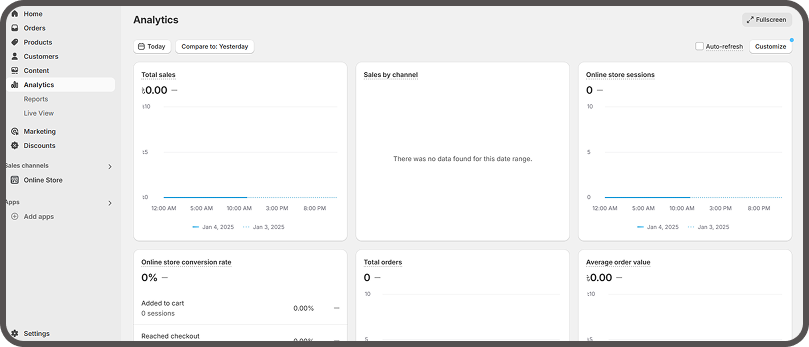 Home
Orders
Products
Customers
Content
Analytics
Reports
Live View
Marketing
Discounts
Sales channels
Online Store
Apps
Add apps
Settings
Analytics
Fullscreen
Today
Compare to: Yesterday
Auto-refresh
Customize
Total sales
৳0.00 —
৳10
৳5
৳0
12:00 AM 5:00 AM 10:00 AM 3:00 PM 8:00 PM
Jan 4, 2025 Jan 3, 2025
Sales by channel
There was no data found for this date range.
Online store sessions
0 —
10
5
0
12:00 AM 5:00 AM 10:00 AM 3:00 PM 8:00 PM
Jan 4, 2025 Jan 3, 2025
Online store conversion rate
0% —
Added to cart
0 sessions
0.00% —
Reached checkout
0.00% —
Total orders
0 —
10
5
Average order value
৳0.00 —
৳10
৳5